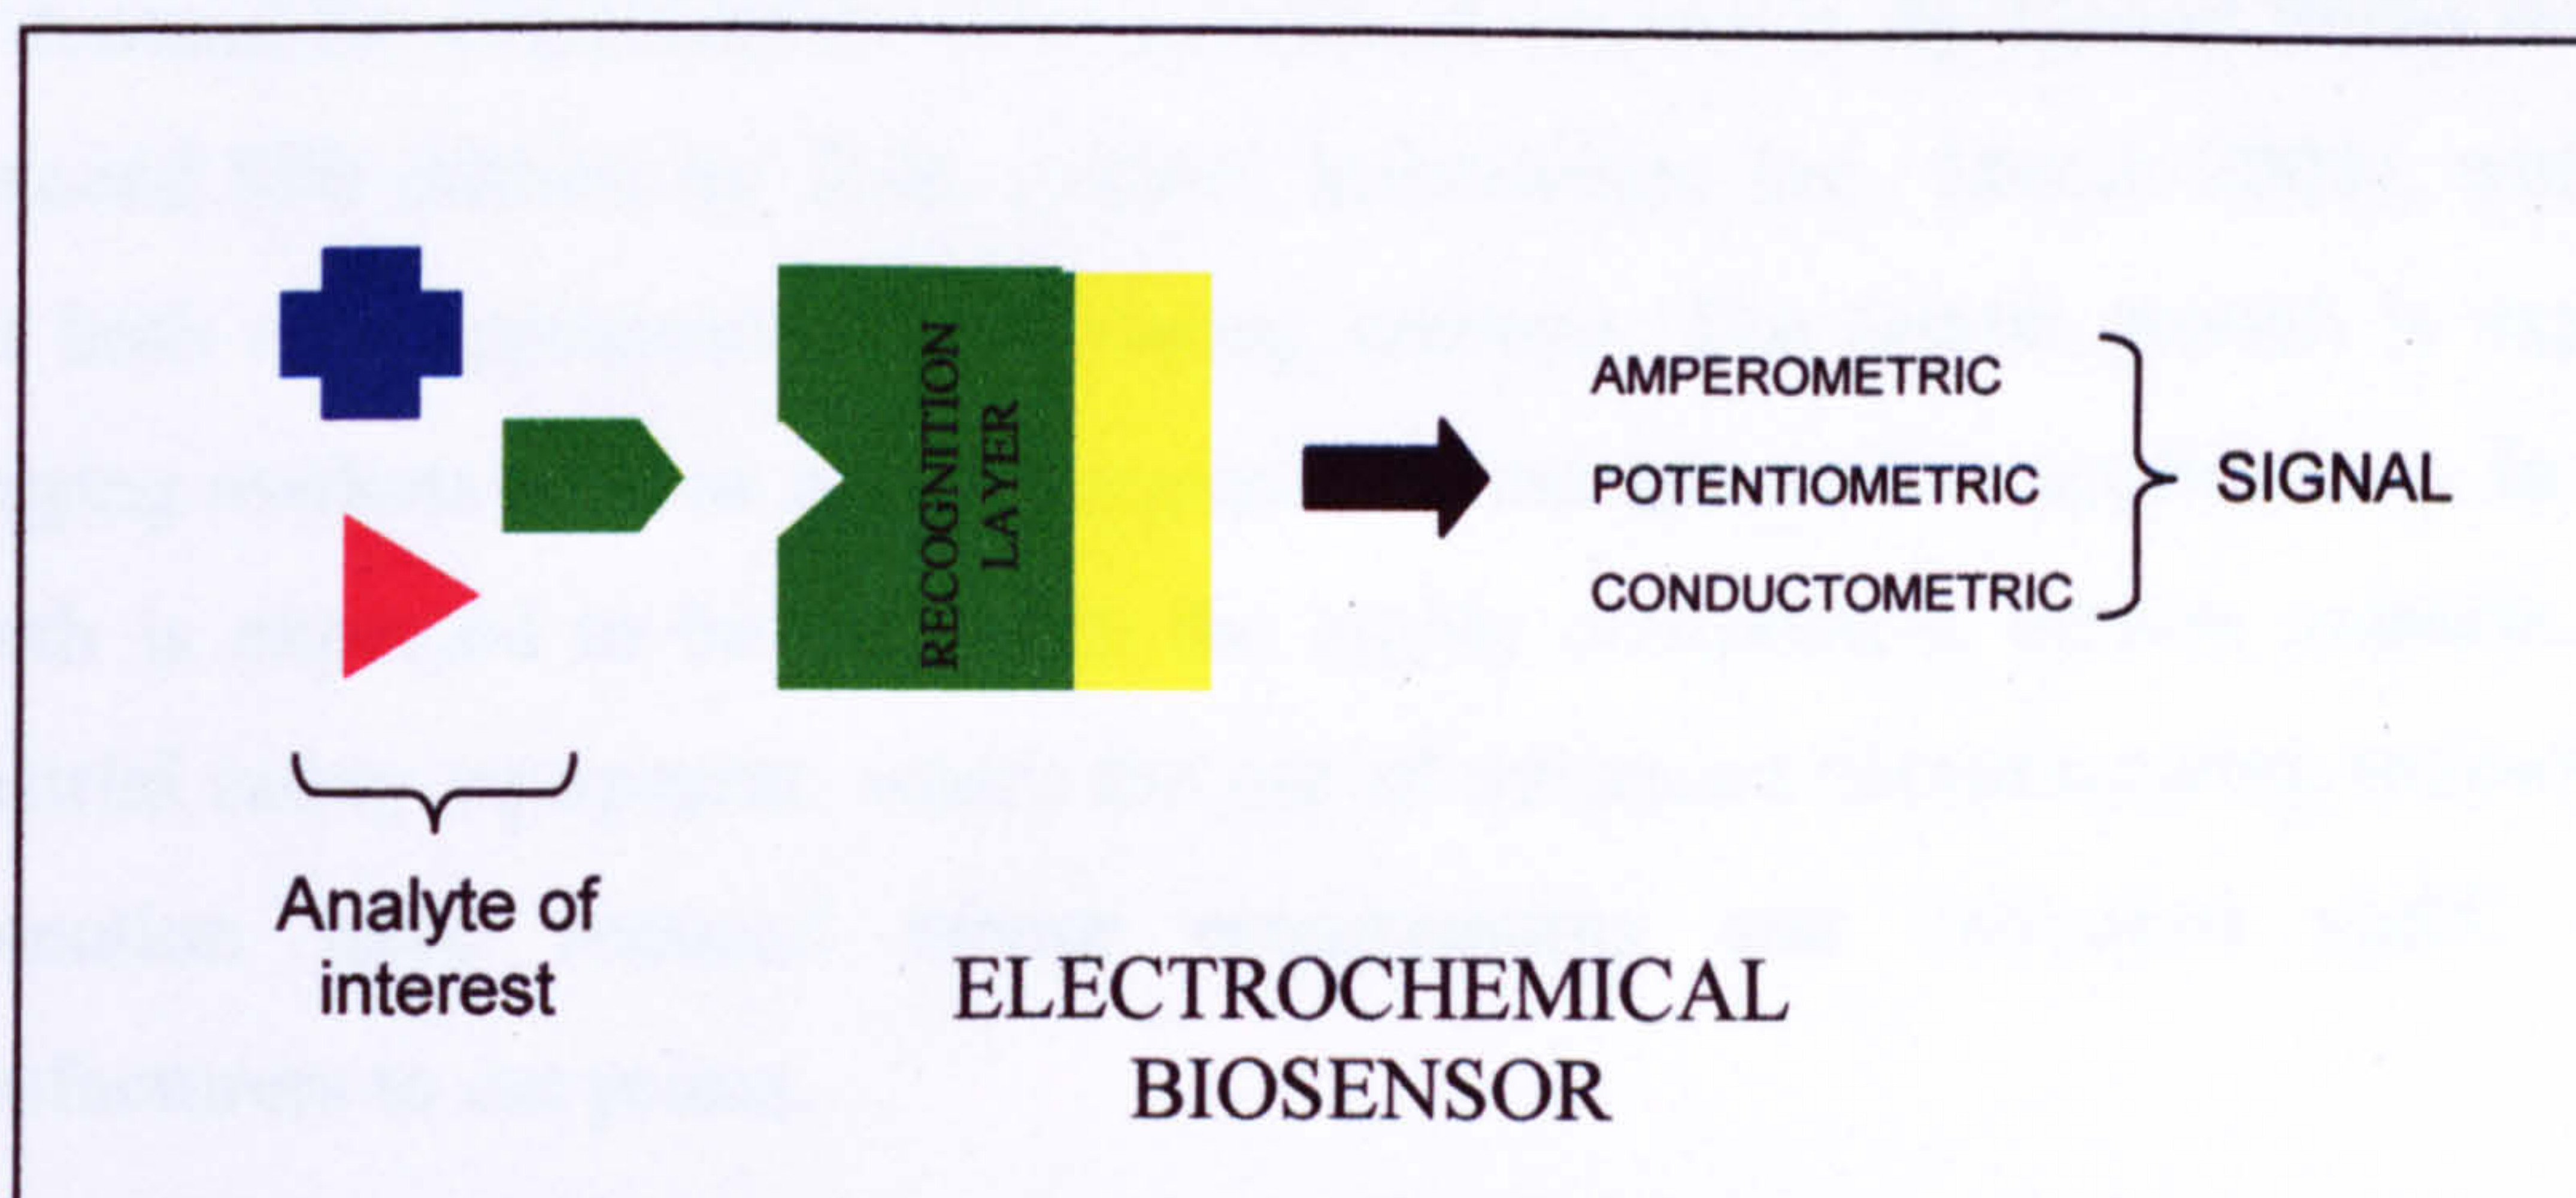 RECOGNITION
LAYER
AMPEROMETRIC
POTENTIOMETRIC
CONDUCTOMETRIC
SIGNAL
Analyte of
interest
ELECTROCHEMICAL
BIOSENSOR